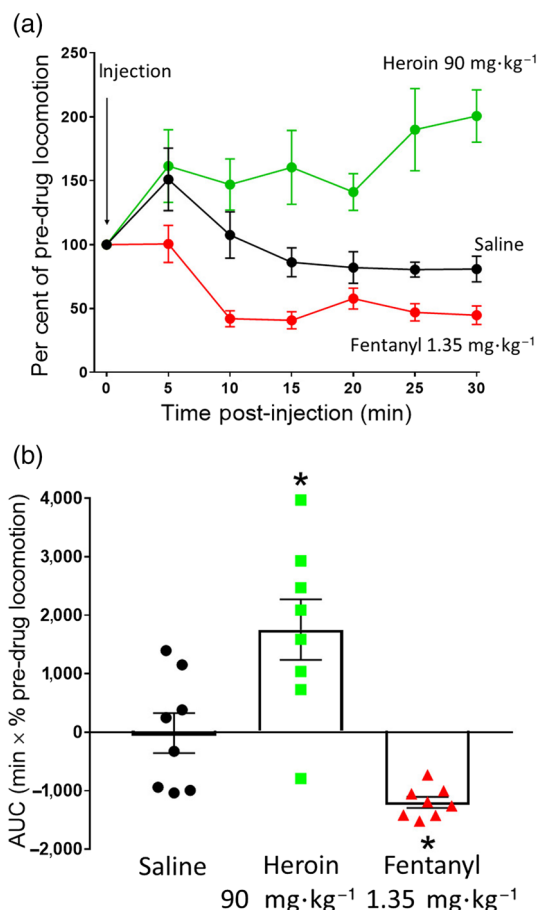 (a)
250
200
150
100
50
0
Per cent of pre-drug locomotion
Injection
Heroin 90 mg·kg⁻¹
Saline
Fentanyl 1.35 mg·kg⁻¹
0 5 10 15 20 25 30
Time post-injection (min)
(b)
4,000
3,000
2,000
1,000
0
−1,000
−2,000
AUC (min × % pre-drug locomotion)
*
*
Saline Heroin Fentanyl
90 mg·kg⁻¹ 1.35 mg·kg⁻¹